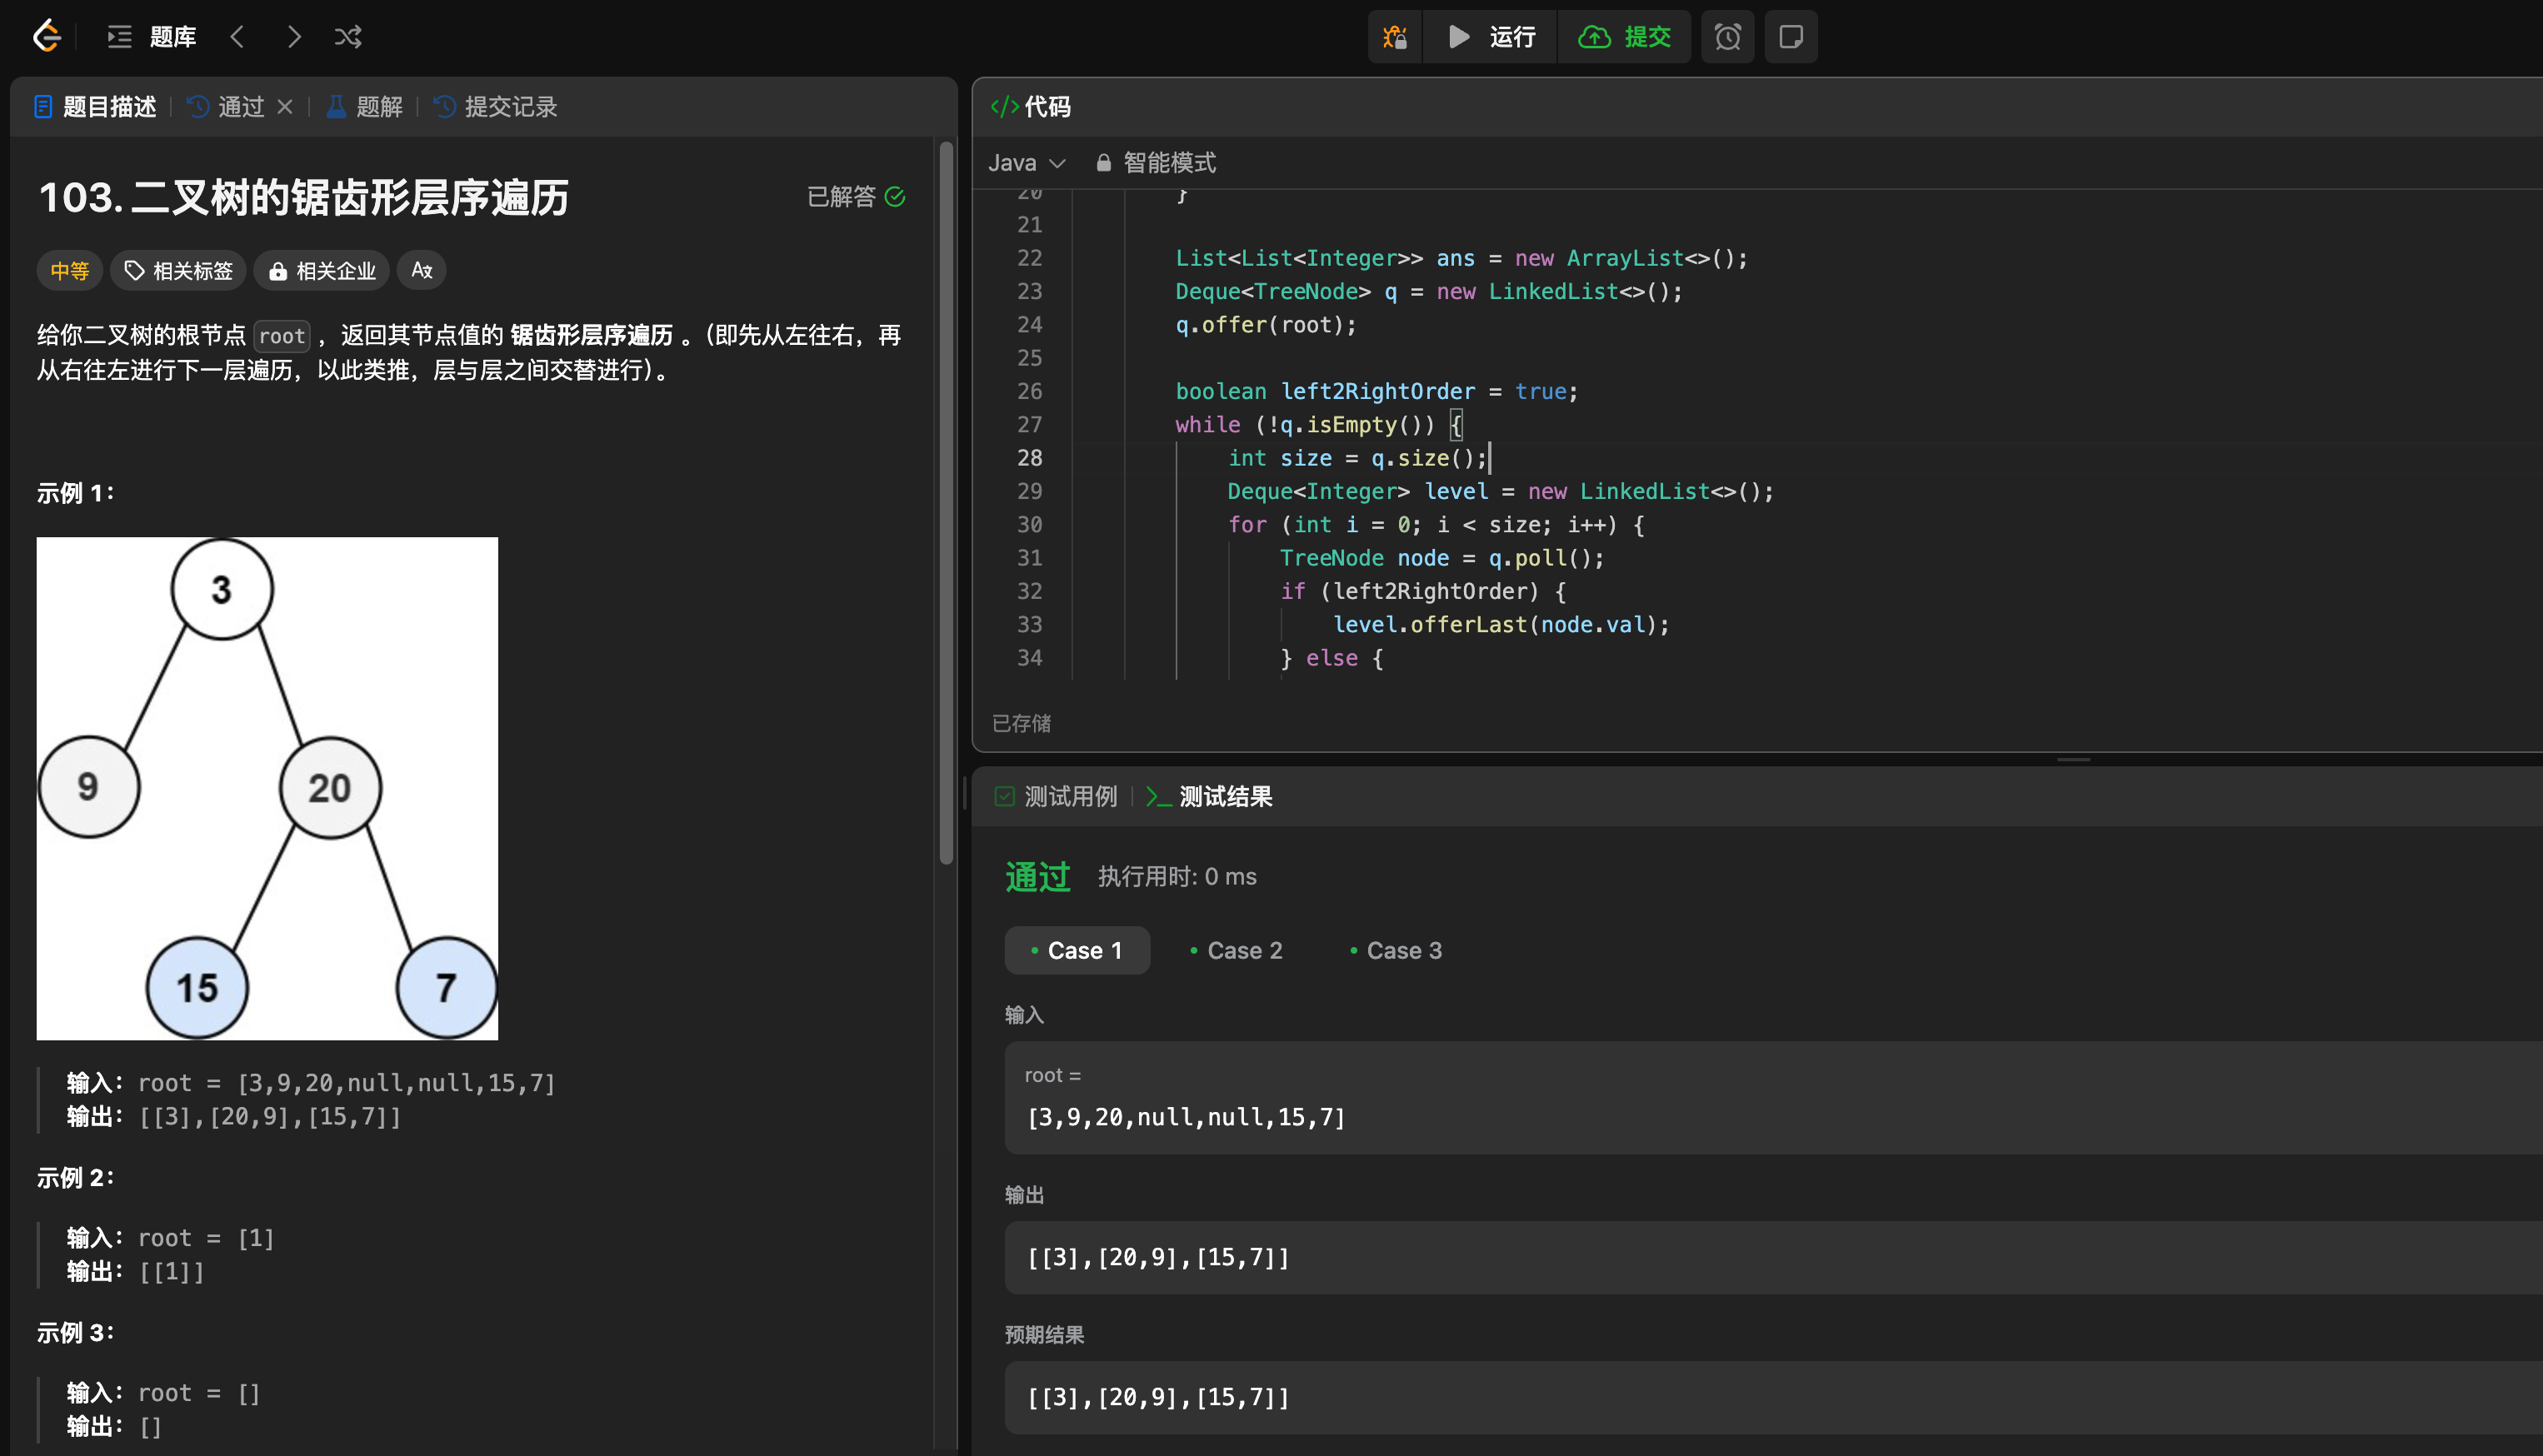 题库
运行
提交
题目描述
通过
题解
提交记录
103. 二叉树的锯齿形层序遍历
已解答
中等
相关标签
相关企业
给你二叉树的根节点 root ，返回其节点值的 锯齿形层序遍历 。（即先从左往右，再
从右往左进行下一层遍历，以此类推，层与层之间交替进行）。
示例 1：
3
9
20
15
7
输入：root = [3,9,20,null,null,15,7]
输出：[[3],[20,9],[15,7]]
示例 2：
输入：root = [1]
输出：[[1]]
示例 3：
输入：root = []
输出：[]
</> 代码
Java
智能模式
20 }
21
22 List<List<Integer>> ans = new ArrayList<>();
23 Deque<TreeNode> q = new LinkedList<>();
24 q.offer(root);
25
26 boolean left2RightOrder = true;
27 while (!q.isEmpty()) {
28 int size = q.size();
29 Deque<Integer> level = new LinkedList<>();
30 for (int i = 0; i < size; i++) {
31 TreeNode node = q.poll();
32 if (left2RightOrder) {
33 level.offerLast(node.val);
34 } else {
已存储
测试用例
测试结果
通过
执行用时: 0 ms
Case 1
Case 2
Case 3
输入
root =
[3,9,20,null,null,15,7]
输出
[[3],[20,9],[15,7]]
预期结果
[[3],[20,9],[15,7]]